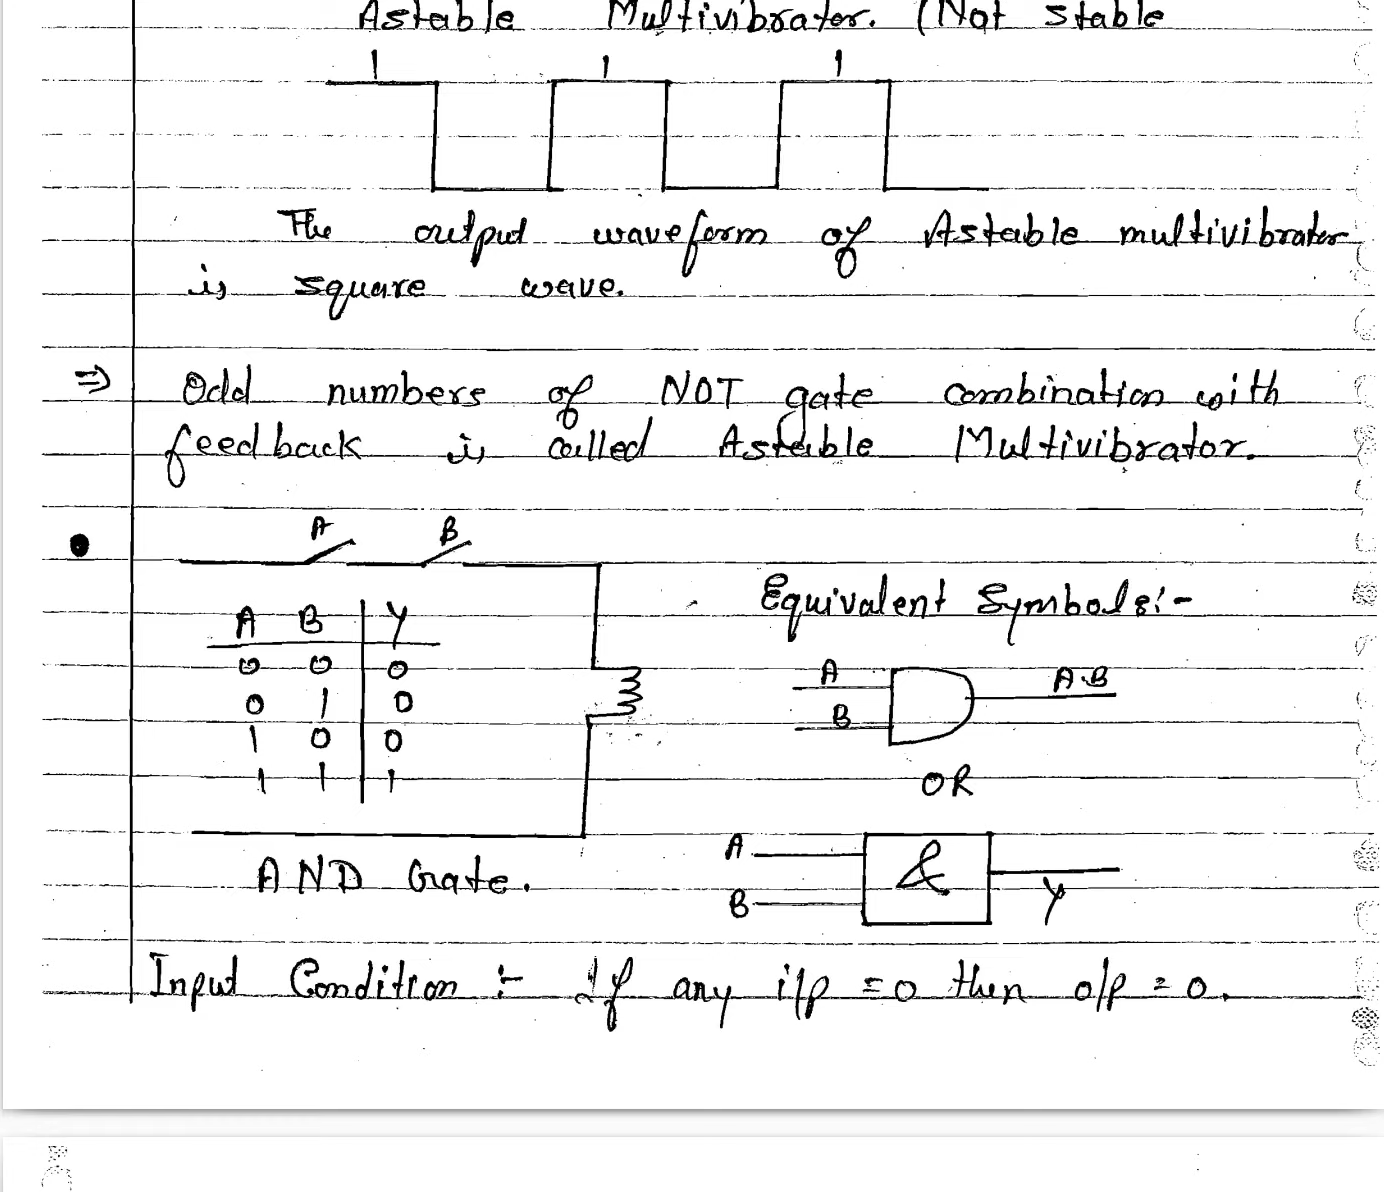 Astable Multivibrator. (Not stable
1 1 1
The output waveform of Astable multivibrator
is square wave.
⇒ Odd numbers of NOT gate combination with
feedback is called Astable Multivibrator.
A B
Equivalent Symbols:-
A B Y
0 0 0
0 1 0
1 0 0
1 1 1
A
B
A.B
OR
A
B
&
Y
AND Gate.
Input Condition :- If any i/p = 0 then o/p = 0.